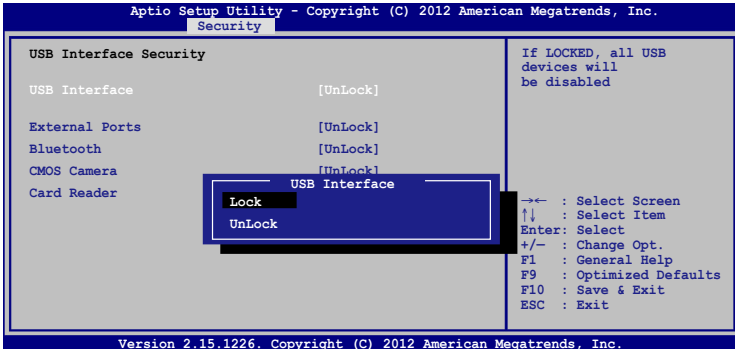 Aptio Setup Utility - Copyright (C) 2012 American Megatrends, Inc.
Security
USB Interface Security
USB Interface [UnLock]
External Ports [UnLock]
Bluetooth [UnLock]
CMOS Camera [UnLock]
Card Reader
USB Interface
Lock
UnLock
If LOCKED, all USB
devices will
be disabled
→← : Select Screen
↑↓ : Select Item
Enter: Select
+/— : Change Opt.
F1 : General Help
F9 : Optimized Defaults
F10 : Save & Exit
ESC : Exit
Version 2.15.1226. Copyright (C) 2012 American Megatrends, Inc.